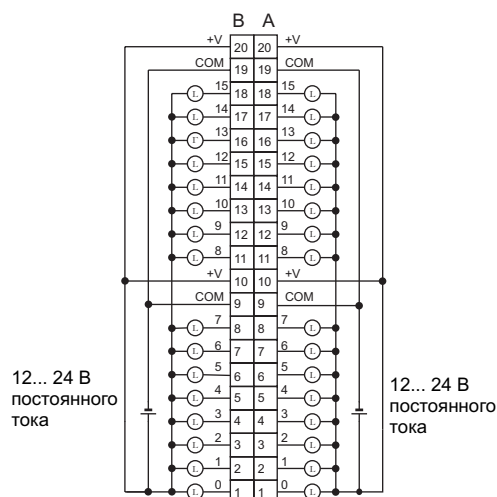 B A
+V 20 20 +V
COM 19 19 COM
L 15 18 18 15 L
L 14 17 17 14 L
L 13 16 16 13 L
L 12 15 15 12 L
L 11 14 14 11 L
L 10 13 13 10 L
L 9 12 12 9 L
L 8 11 11 8 L
+V 10 10 +V
COM 9 9 COM
L 7 8 8 7 L
L 6 7 7 6 L
L 5 6 6 5 L
L 4 5 5 4 L
L 3 4 4 3 L
L 2 3 3 2 L
L 1 2 2 1 L
L 0 1 1 0 L
12... 24 В
постоянного
тока
12... 24 В
постоянного
тока